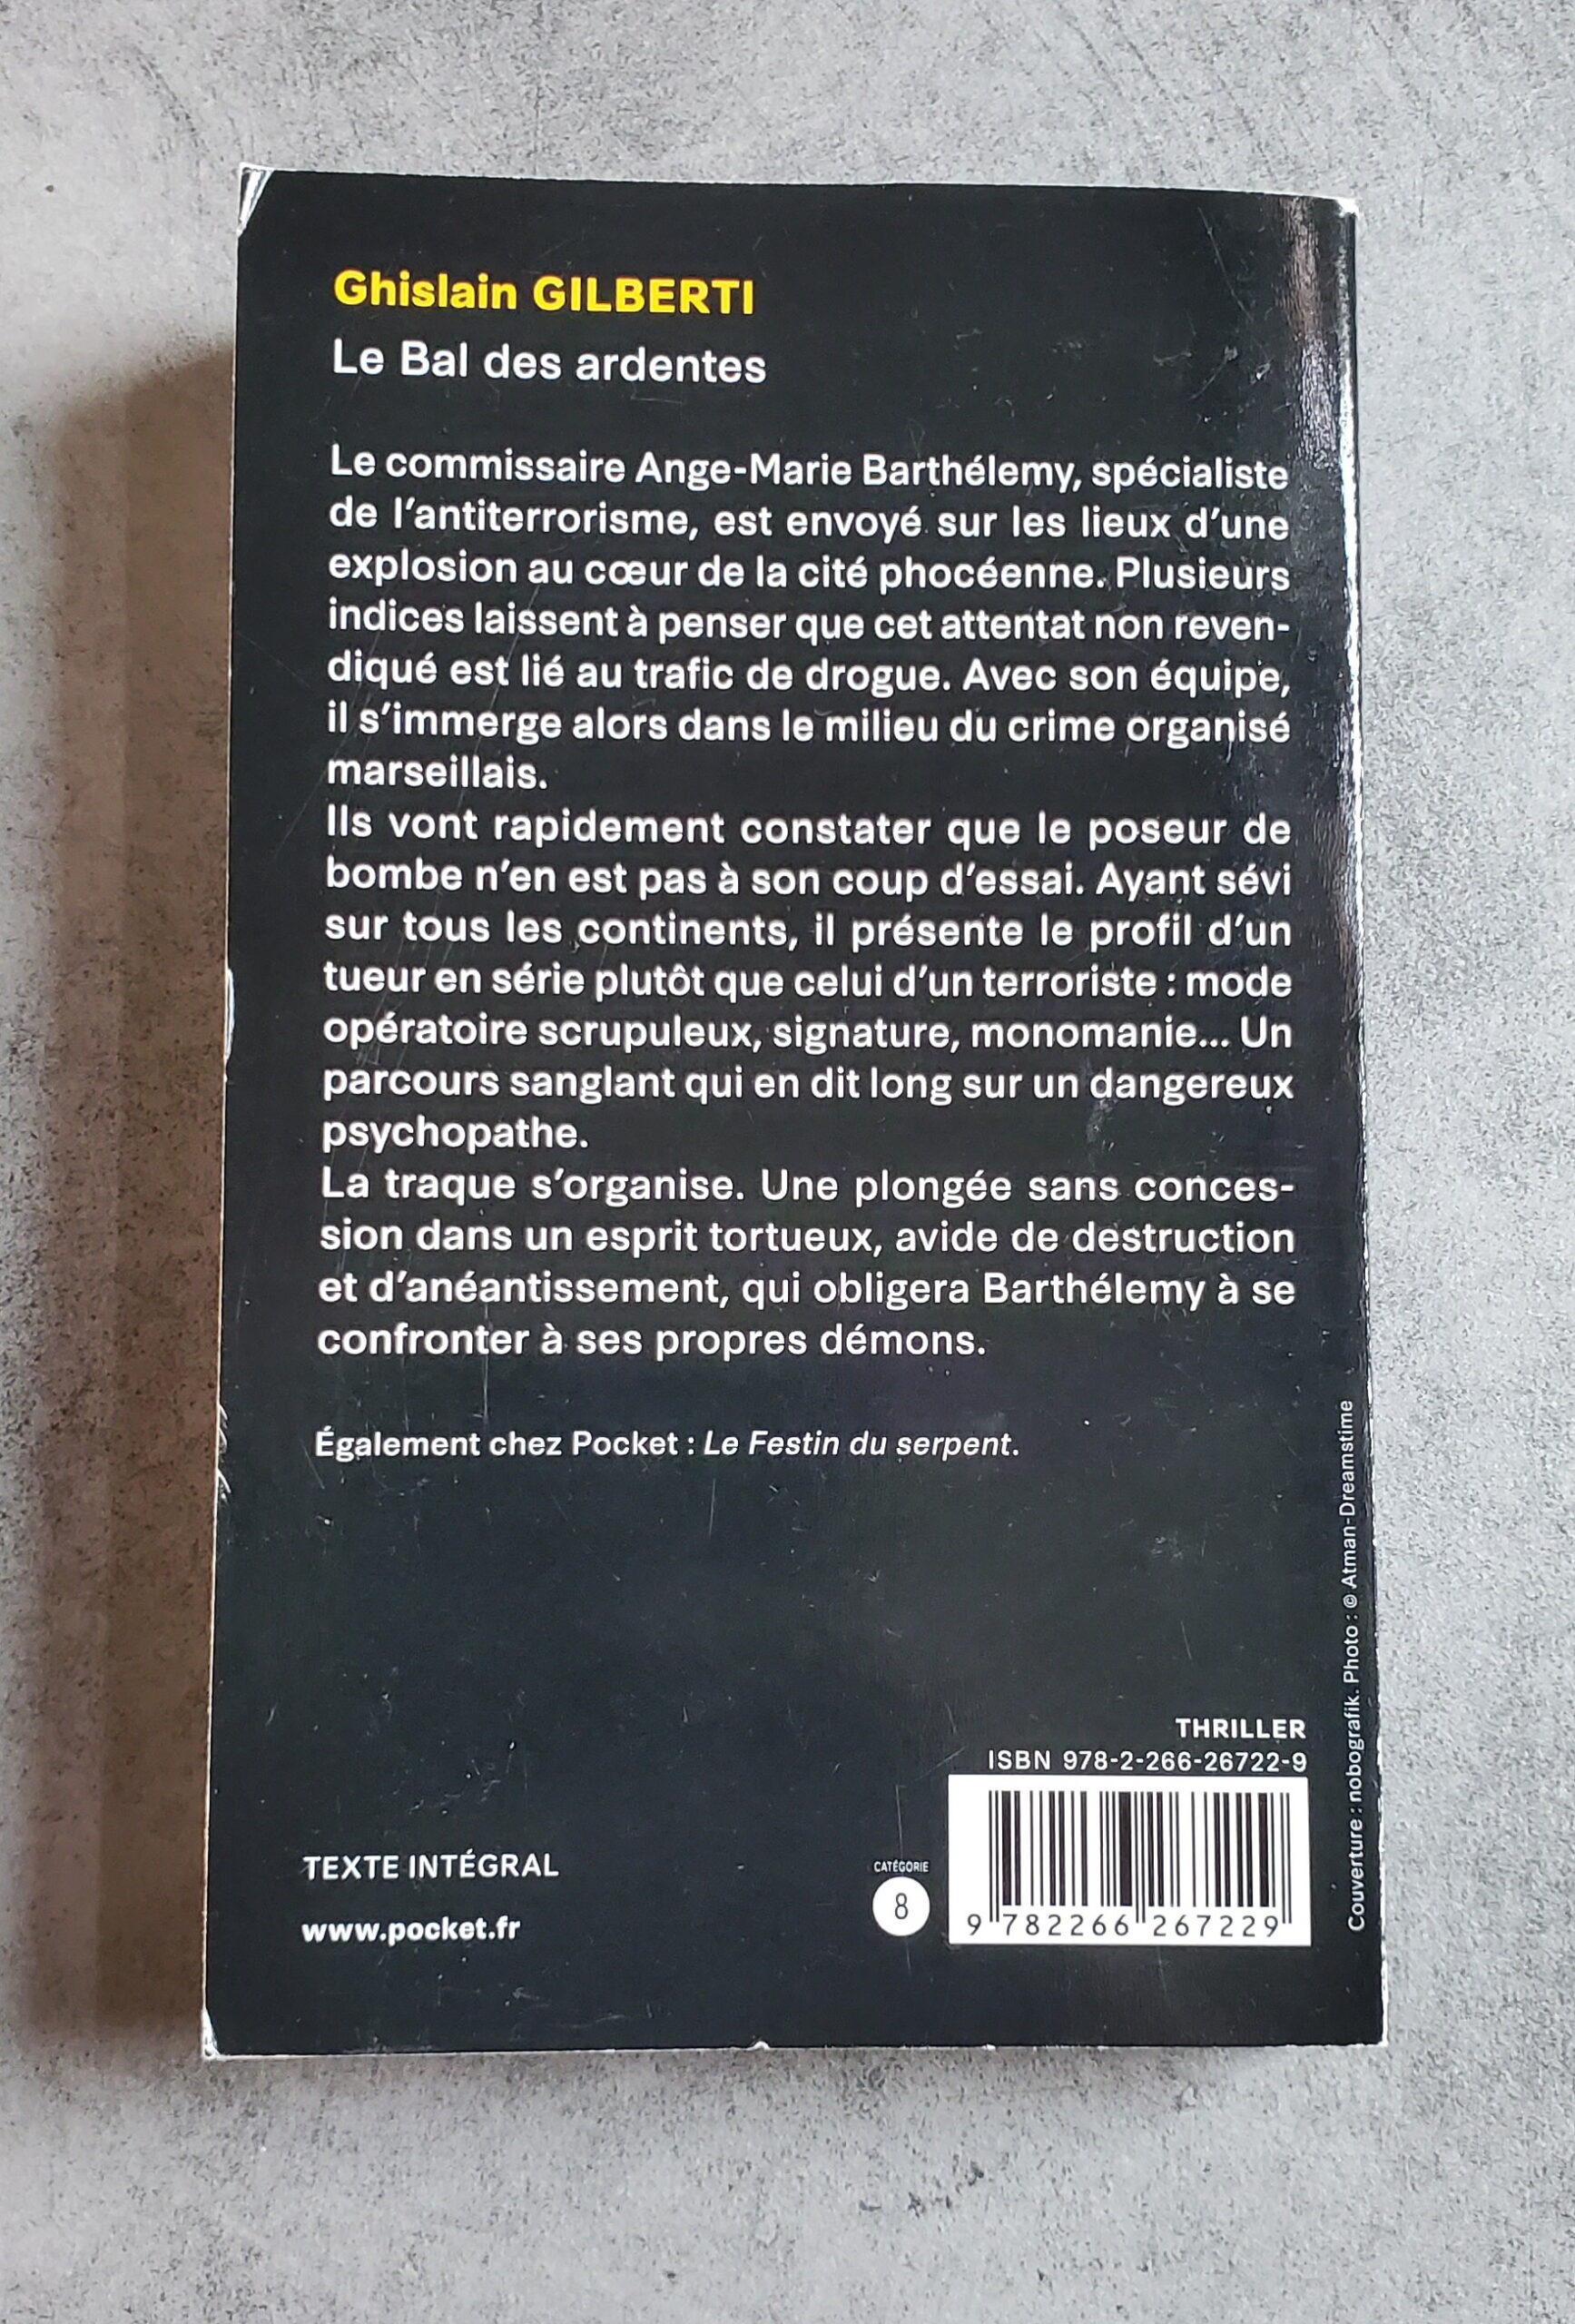 Ghislain GILBERTI
Le Bal des ardentes
Le commissaire Ange-Marie Barthélemy, spécialiste
de l'antiterrorisme, est envoyé sur les lieux d'une
explosion au cœur de la cité phocéenne. Plusieurs
indices laissent à penser que cet attentat non reven-
diqué est lié au trafic de drogue. Avec son équipe,
il s'immerge alors dans le milieu du crime organisé
marseillais.
Ils vont rapidement constater que le poseur de
bombe n'en est pas à son coup d'essai. Ayant sévi
sur tous les continents, il présente le profil d'un
tueur en série plutôt que celui d'un terroriste : mode
opératoire scrupuleux, signature, monomanie... Un
parcours sanglant qui en dit long sur un dangereux
psychopathe.
La traque s'organise. Une plongée sans conces-
sion dans un esprit tortueux, avide de destruction
et d'anéantissement, qui obligera Barthélemy à se
confronter à ses propres démons.
Également chez Pocket : Le Festin du serpent.
THRILLER
ISBN 978-2-266-26722-9
9 782266 267229
CATÉGORIE
8
TEXTE INTÉGRAL
www.pocket.fr
Couverture : nobografik. Photo : © Atman-Dreamstime